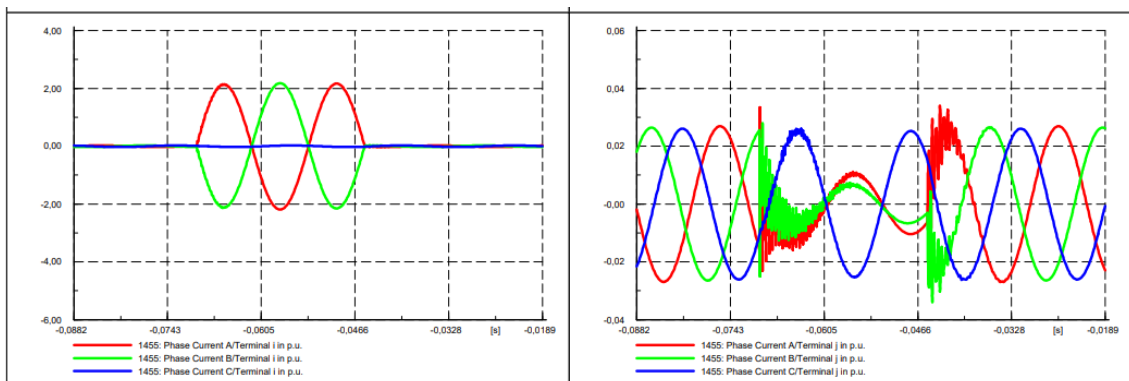 4,00
2,00
0,00
-2,00
-4,00
-6,00
-0,0882 -0,0743 -0,0605 -0,0466 -0,0328 [s] -0,0189
1455: Phase Current A/Terminal i in p.u.
1455: Phase Current B/Terminal i in p.u.
1455: Phase Current C/Terminal i in p.u.
0,06
0,04
0,02
-0,00
-0,02
-0,04
-0,0882 -0,0743 -0,0605 -0,0466 -0,0328 [s] -0,0189
1455: Phase Current A/Terminal j in p.u.
1455: Phase Current B/Terminal j in p.u.
1455: Phase Current C/Terminal j in p.u.